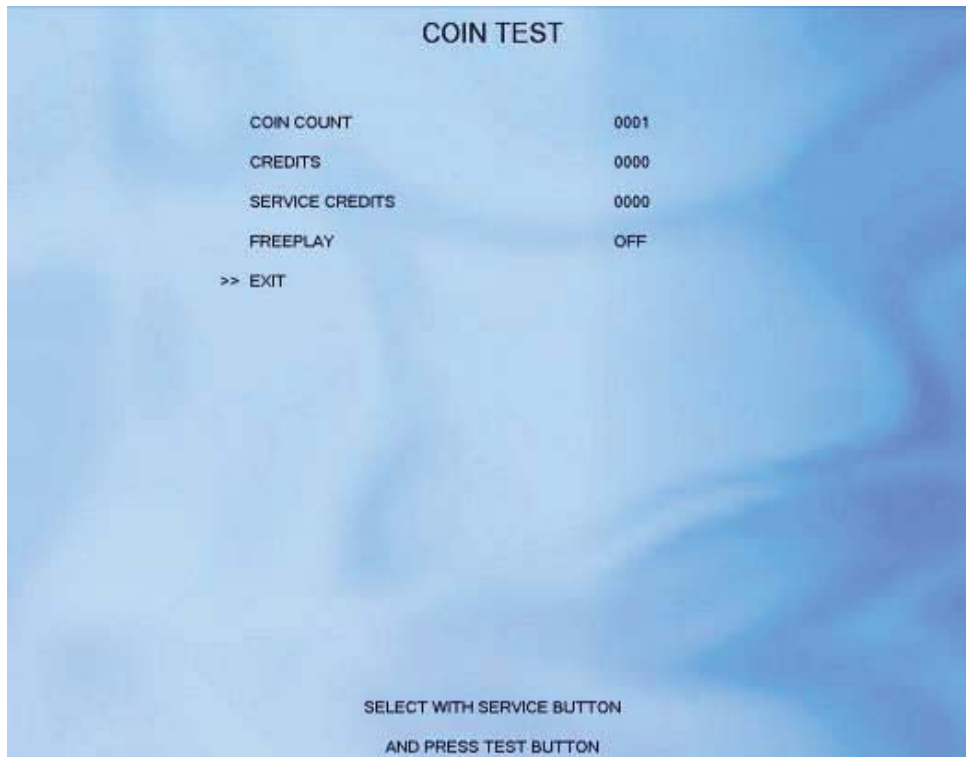 COIN TEST
COIN COUNT 0001
CREDITS 0000
SERVICE CREDITS 0000
FREEPLAY OFF
>> EXIT
SELECT WITH SERVICE BUTTON
AND PRESS TEST BUTTON